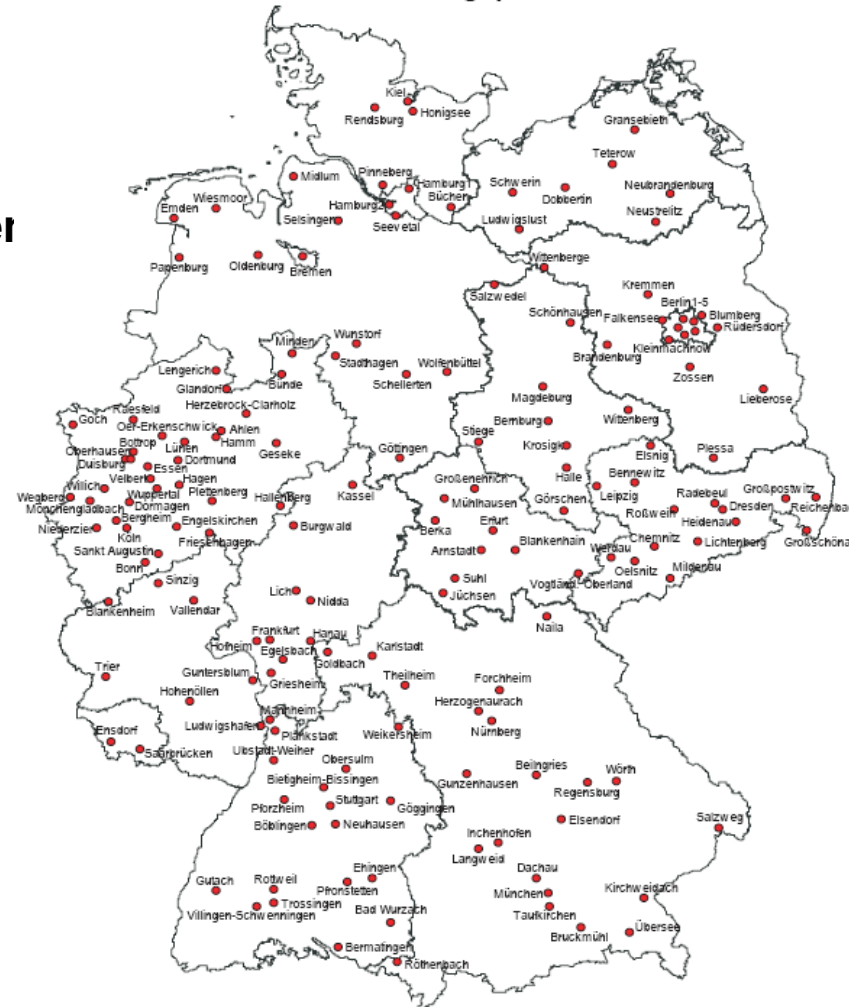 er
Kiel
Rendsburg
Honigsee
Gransebieth
Teterow
Midlum
Pinneberg
Hamburg1
Schwerin
Neubrandenburg
Wiesmoor
Hamburg2
Büchen
Dobbertin
Emden
Selsingen
Seevetal
Ludwigslust
Neustrelitz
Papenburg
Oldenburg
Bremen
Wittenberge
Salzwedel
Kremmen
Berlin1-5
Schönhausen
Falkensee
Blumberg
Rüdersdorf
Minden
Wunstorf
Brandenburg
Kleinmachnow
Lengerich
Stadthagen
Wolfenbüttel
Zossen
Glandorf
Bünde
Schellerten
Magdeburg
Lieberose
Herzebrock-Clarholz
Raesfeld
Goch
Oer-Erkenschwick
Ahlen
Bernburg
Wittenberg
Oberhausen
Bottrop
Lünen
Hamm
Stiege
Krosigk
Duisburg
Dortmund
Geseke
Göttingen
Elsnig
Plessa
Essen
Velbert
Hagen
Halle
Bennewitz
Willich
Wuppertal
Plettenberg
Hallenberg
Kassel
Großenehrich
Mühlhausen
Görschen
Leipzig
Radebeul
Großpostwitz
Wegberg
Mönchengladbach
Dormagen
Roßwein
Dresden
Reichenba
Bergheim
Engelskirchen
Burgwald
Berka
Erfurt
Heidenau
Niederzier
Köln
Friesenhagen
Blankenhain
Chemnitz
Lichtenberg
Großschöna
Sankt Augustin
Arnstadt
Werdau
Bonn
Oelsnitz
Sinzig
Lich
Suhl
Vogtländ.-Oberland
Mildenau
Blankenheim
Vallendar
Nidda
Jüchsen
Naila
Frankfurt
Hanau
Hofheim
Egelsbach
Goldbach
Karlstadt
Trier
Guntersblum
Griesheim
Theilheim
Forchheim
Hohenöllen
Herzogenaurach
Mannheim
Ludwigshafen
Plankstadt
Weikersheim
Nürnberg
Ensdorf
Saarbrücken
Ubstadt-Weiher
Obersulm
Bietigheim-Bissingen
Gunzenhausen
Beilngries
Wörth
Regensburg
Pforzheim
Stuttgart
Göggingen
Böblingen
Neuhausen
Elsendorf
Salzweg
Inchenhofen
Langweid
Ehingen
Dachau
Gutach
Rottweil
Pfronstetten
München
Kirchweidach
Trossingen
Villingen-Schwenningen
Bad Wurzach
Taufkirchen
Bruckmühl
Übersee
Bermatingen
Röthenbach